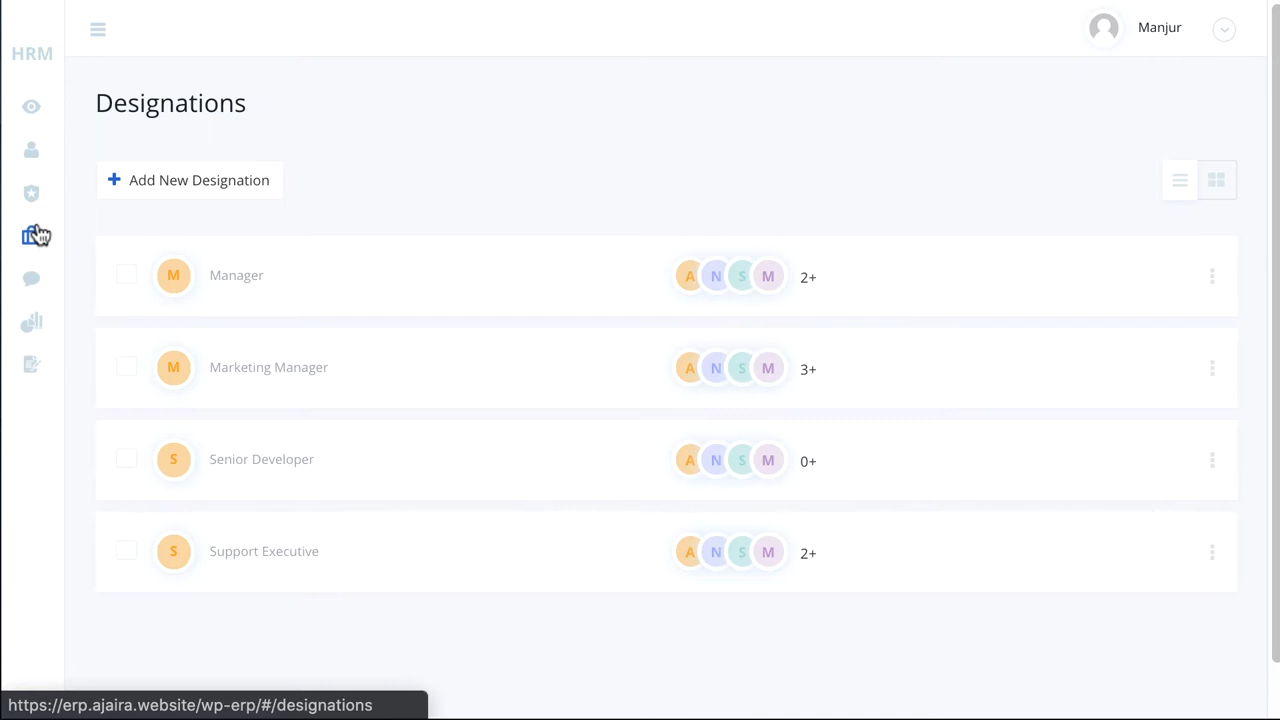 Manjur
HRM
Designations
Add New Designation
M Manager A N S M 2+
M Marketing Manager A N S M 3+
S Senior Developer A N S M 0+
S Support Executive A N S M 2+
https://erp.ajaira.website/wp-erp/#/designations